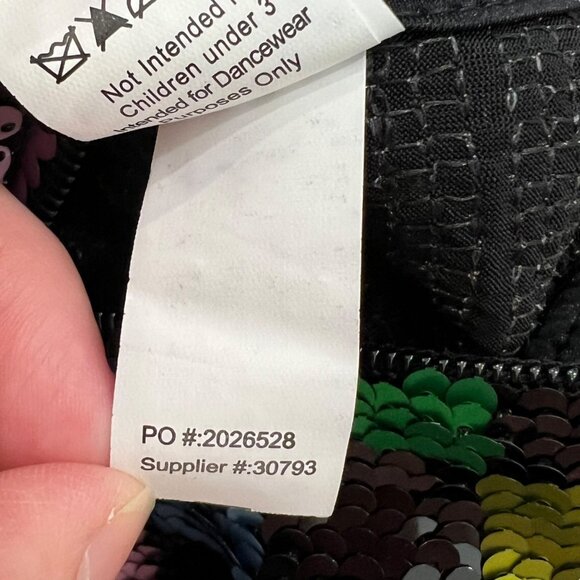 Not Intended
Children under 3
Intended for Dancewear
Purposes Only
PO #:2026528
Supplier #:30793